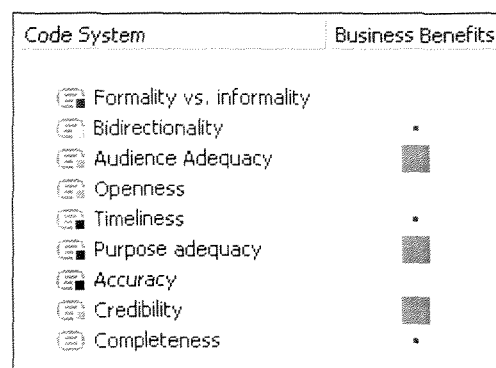 Code System Business Benefits
Formality vs. informality
Bidirectionality
Audience Adequacy
Openness
Timeliness
Purpose adequacy
Accuracy
Credibility
Completeness